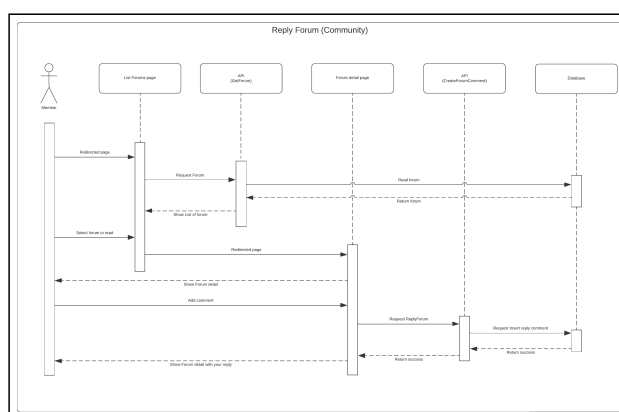 Reply Forum (Community)
List Forums page
API
(GetForum)
Forum detail page
API
(CreateForumComment)
Database
Member
Redirected page
Request Forum
Read forum
Return forum
Show List of forum
Select forum to read
Redirected page
Show Forum detail
Add comment
Request ReplyForum
Request Insert reply comment
Return success
Return success
Show Forum detail with your reply